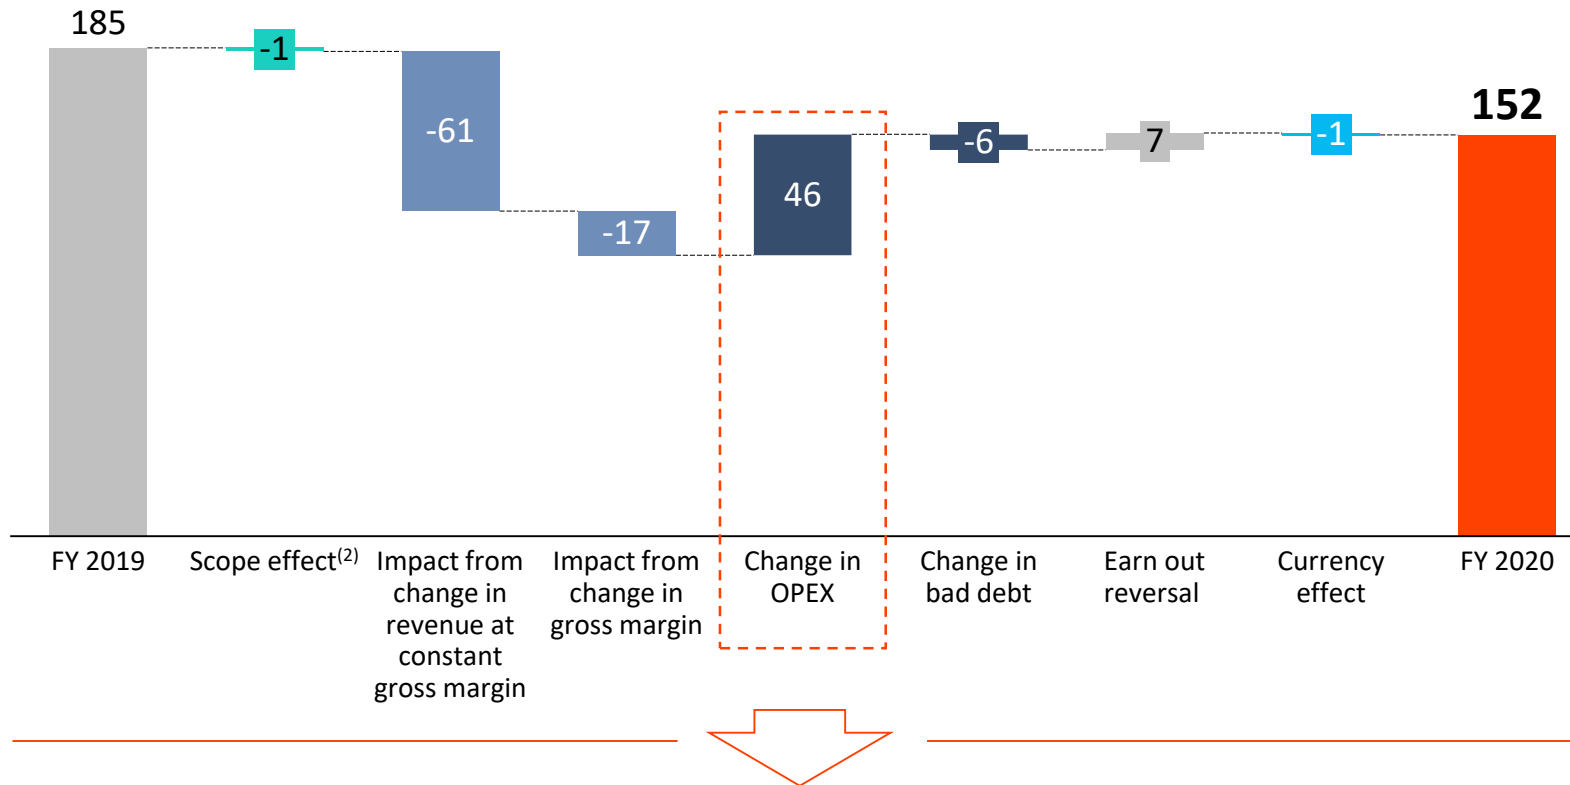 185
-1
-61
-17
46
-6
7
-1
152
FY 2019
Scope effect(2)
Impact from
change in
revenue at
constant
gross margin
Impact from
change in
gross margin
Change in
OPEX
Change in
bad debt
Earn out
reversal
Currency
effect
FY 2020